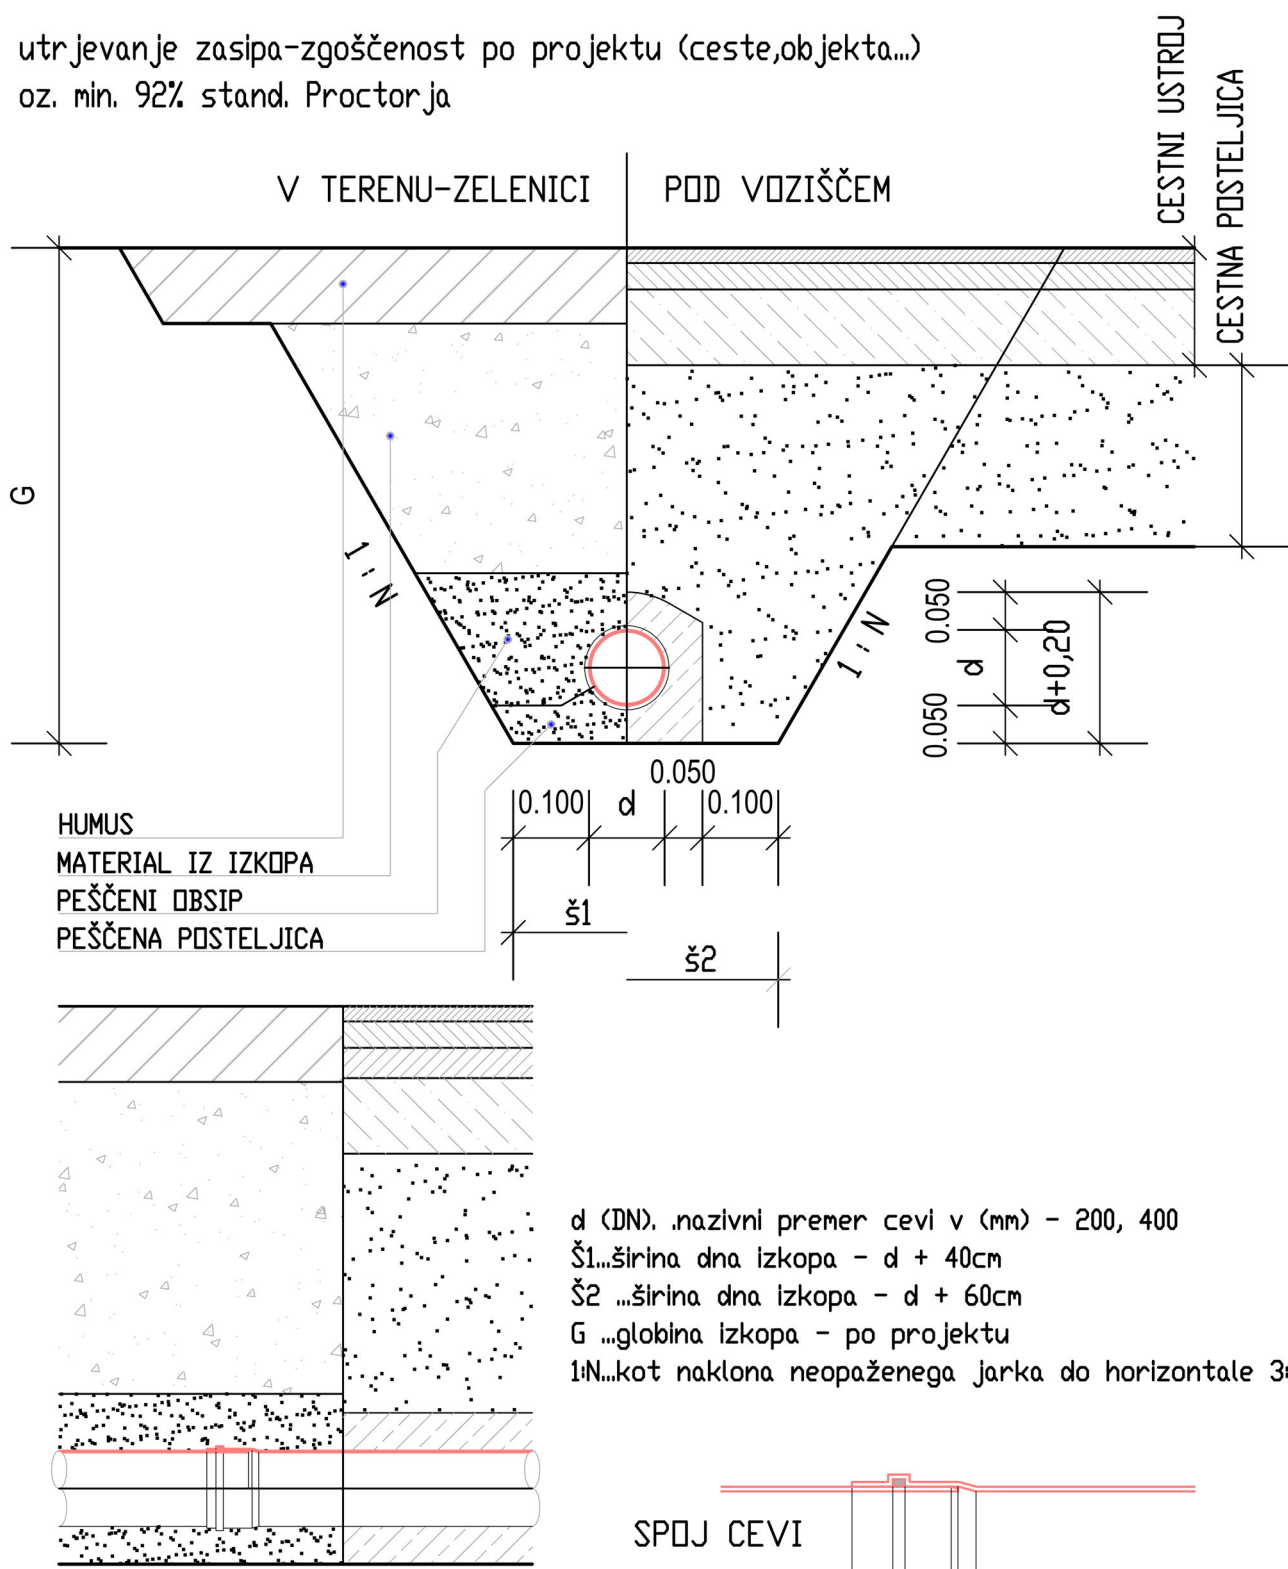 utrjevanje zasipa-zgoščenost po projektu (ceste,objekta...)
oz. min. 92% stand. Proctorja
CESTNI USTROJ
CESTNA POSTELJICA
V TERENU-ZELENICI
POD VOZIŠČEM
G
1:N
1:N
0.050
d
0.050
d+0,20
0.050
0.100
d
0.100
š1
š2
HUMUS
MATERIAL IZ IZKOPA
PEŠČENI OBSIP
PEŠČENA POSTELJICA
d (DN). .nazivni premer cevi v (mm) - 200, 400
Š1...širina dna izkopa - d + 40cm
Š2 ...širina dna izkopa - d + 60cm
G ...globina izkopa - po projektu
1:N...kot naklona neopaženega jarka do horizontale
SPOJ CEVI